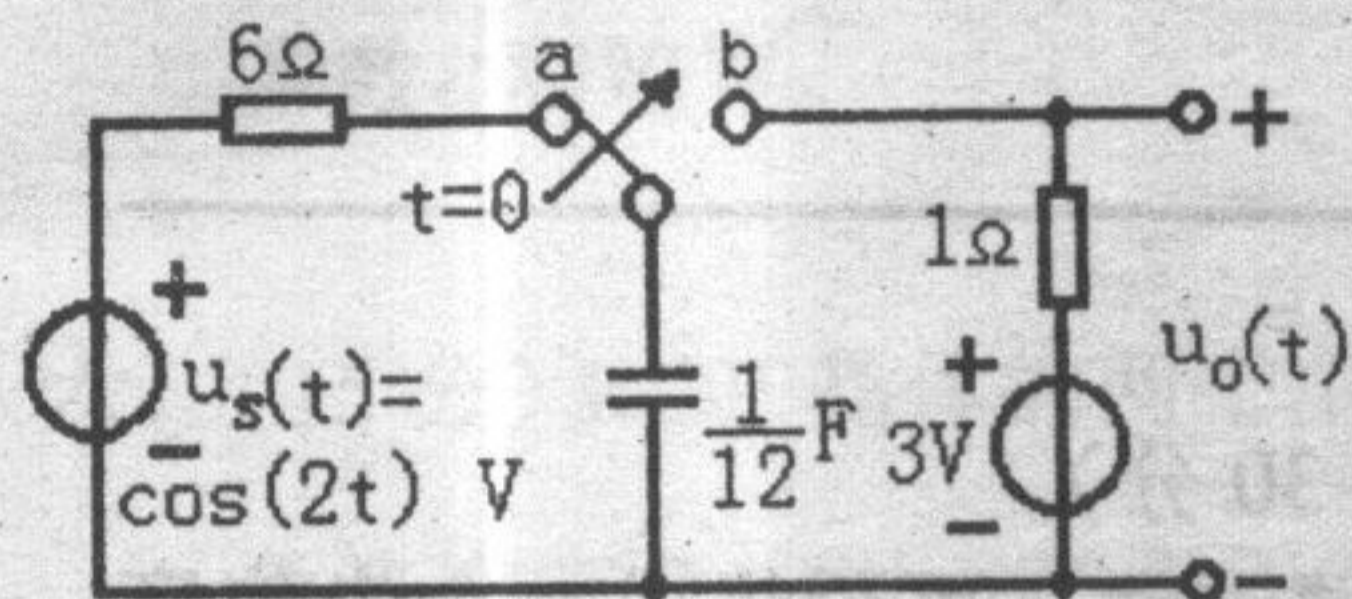 6Ω
a
b
t=0
+
1Ω
+
u_s(t)=
−
cos(2t) V
1/12 F
+
3V
−
u_o(t)
−